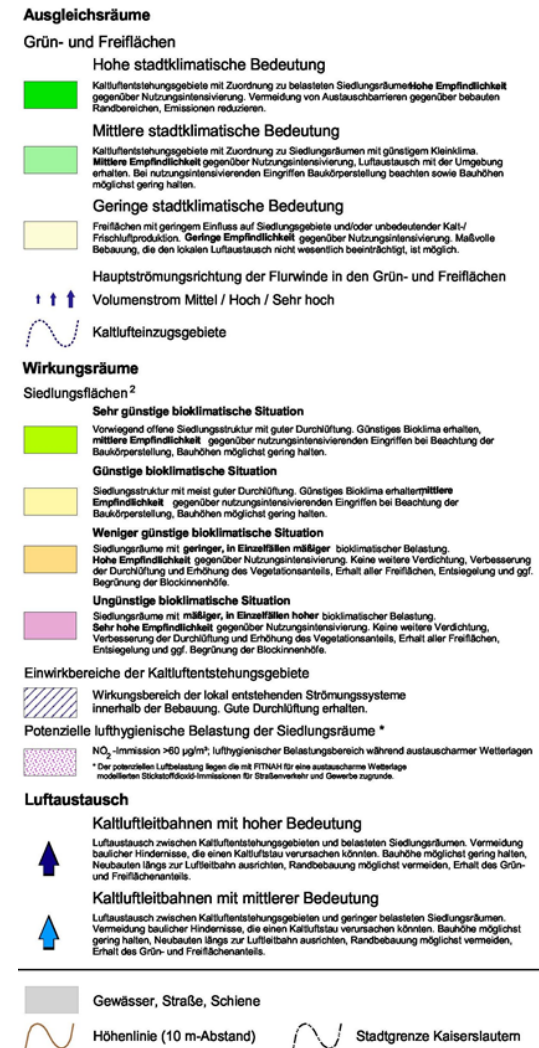 Ausgleichsräume
Grün- und Freiflächen
Hohe stadtklimatische Bedeutung
Kaltluftentstehungsgebiete mit Zuordnung zu belasteten Siedlungsräumen. Hohe Empfindlichkeit
gegenüber Nutzungsintensivierung. Vermeidung von Austauschbarrieren gegenüber bebauten
Randbereichen, Emissionen reduzieren.
Mittlere stadtklimatische Bedeutung
Kaltluftentstehungsgebiete mit Zuordnung zu Siedlungsräumen mit günstigem Kleinklima.
Mittlere Empfindlichkeit gegenüber Nutzungsintensivierung, Luftaustausch mit der Umgebung
erhalten. Bei nutzungsintensivierenden Eingriffen Baukörperstellung beachten sowie Bauhöhen
möglichst gering halten.
Geringe stadtklimatische Bedeutung
Freiflächen mit geringem Einfluss auf Siedlungsgebiete und/oder unbedeutender Kalt-/
Frischluftproduktion. Geringe Empfindlichkeit gegenüber Nutzungsintensivierung. Maßvolle
Bebauung, die den lokalen Luftaustausch nicht wesentlich beeinträchtigt, ist möglich.
Hauptströmungsrichtung der Flurwinde in den Grün- und Freiflächen
Volumenstrom Mittel / Hoch / Sehr hoch
Kaltlufteinzugsgebiete
Wirkungsräume
Siedlungsflächen 2
Sehr günstige bioklimatische Situation
Vorwiegend offene Siedlungsstruktur mit guter Durchlüftung. Günstiges Bioklima erhalten,
mittlere Empfindlichkeit gegenüber nutzungsintensivierenden Eingriffen bei Beachtung der
Baukörperstellung, Bauhöhen möglichst gering halten.
Günstige bioklimatische Situation
Siedlungsstruktur mit meist guter Durchlüftung. Günstiges Bioklima erhalten, mittlere
Empfindlichkeit gegenüber nutzungsintensivierenden Eingriffen bei Beachtung der
Baukörperstellung, Bauhöhen möglichst gering halten.
Weniger günstige bioklimatische Situation
Siedlungsräume mit geringer, in Einzelfällen mäßiger bioklimatischer Belastung.
Hohe Empfindlichkeit gegenüber Nutzungsintensivierung. Keine weitere Verdichtung, Verbesserung
der Durchlüftung und Erhöhung des Vegetationsanteils, Erhalt aller Freiflächen, Entsiegelung und ggf.
Begrünung der Blockinnenhöfe.
Ungünstige bioklimatische Situation
Siedlungsräume mit mäßiger, in Einzelfällen hoher bioklimatischer Belastung.
Sehr hohe Empfindlichkeit gegenüber Nutzungsintensivierung. Keine weitere Verdichtung,
Verbesserung der Durchlüftung und Erhöhung des Vegetationsanteils, Erhalt aller Freiflächen,
Entsiegelung und ggf. Begrünung der Blockinnenhöfe.
Einwirkbereiche der Kaltluftentstehungsgebiete
Wirkungsbereich der lokal entstehenden Strömungssysteme
innerhalb der Bebauung. Gute Durchlüftung erhalten.
Potenzielle lufthygienische Belastung der Siedlungsräume *
NO2 -Immission >60 µg/m³; lufthygienischer Belastungsbereich während austauscharmer Wetterlagen
* Der potenziellen Luftbelastung liegen die mit FITNAH für eine austauscharme Wetterlage
modellierten Stickstoffdioxid-Immissionen für Straßenverkehr und Gewerbe zugrunde.
Luftaustausch
Kaltluftleitbahnen mit hoher Bedeutung
Luftaustausch zwischen Kaltluftentstehungsgebieten und belasteten Siedlungsräumen. Vermeidung
baulicher Hindernisse, die einen Kaltluftstau verursachen könnten. Bauhöhe möglichst gering halten,
Neubauten längs zur Luftleitbahn ausrichten, Randbebauung möglichst vermeiden, Erhalt des Grün-
und Freiflächenanteils.
Kaltluftleitbahnen mit mittlerer Bedeutung
Luftaustausch zwischen Kaltluftentstehungsgebieten und geringer belasteten Siedlungsräumen.
Vermeidung baulicher Hindernisse, die einen Kaltluftstau verursachen könnten. Bauhöhe möglichst
gering halten, Neubauten längs zur Luftleitbahn ausrichten, Randbebauung möglichst vermeiden,
Erhalt des Grün- und Freiflächenanteils.
Gewässer, Straße, Schiene
Höhenlinie (10 m-Abstand) Stadtgrenze Kaiserslautern